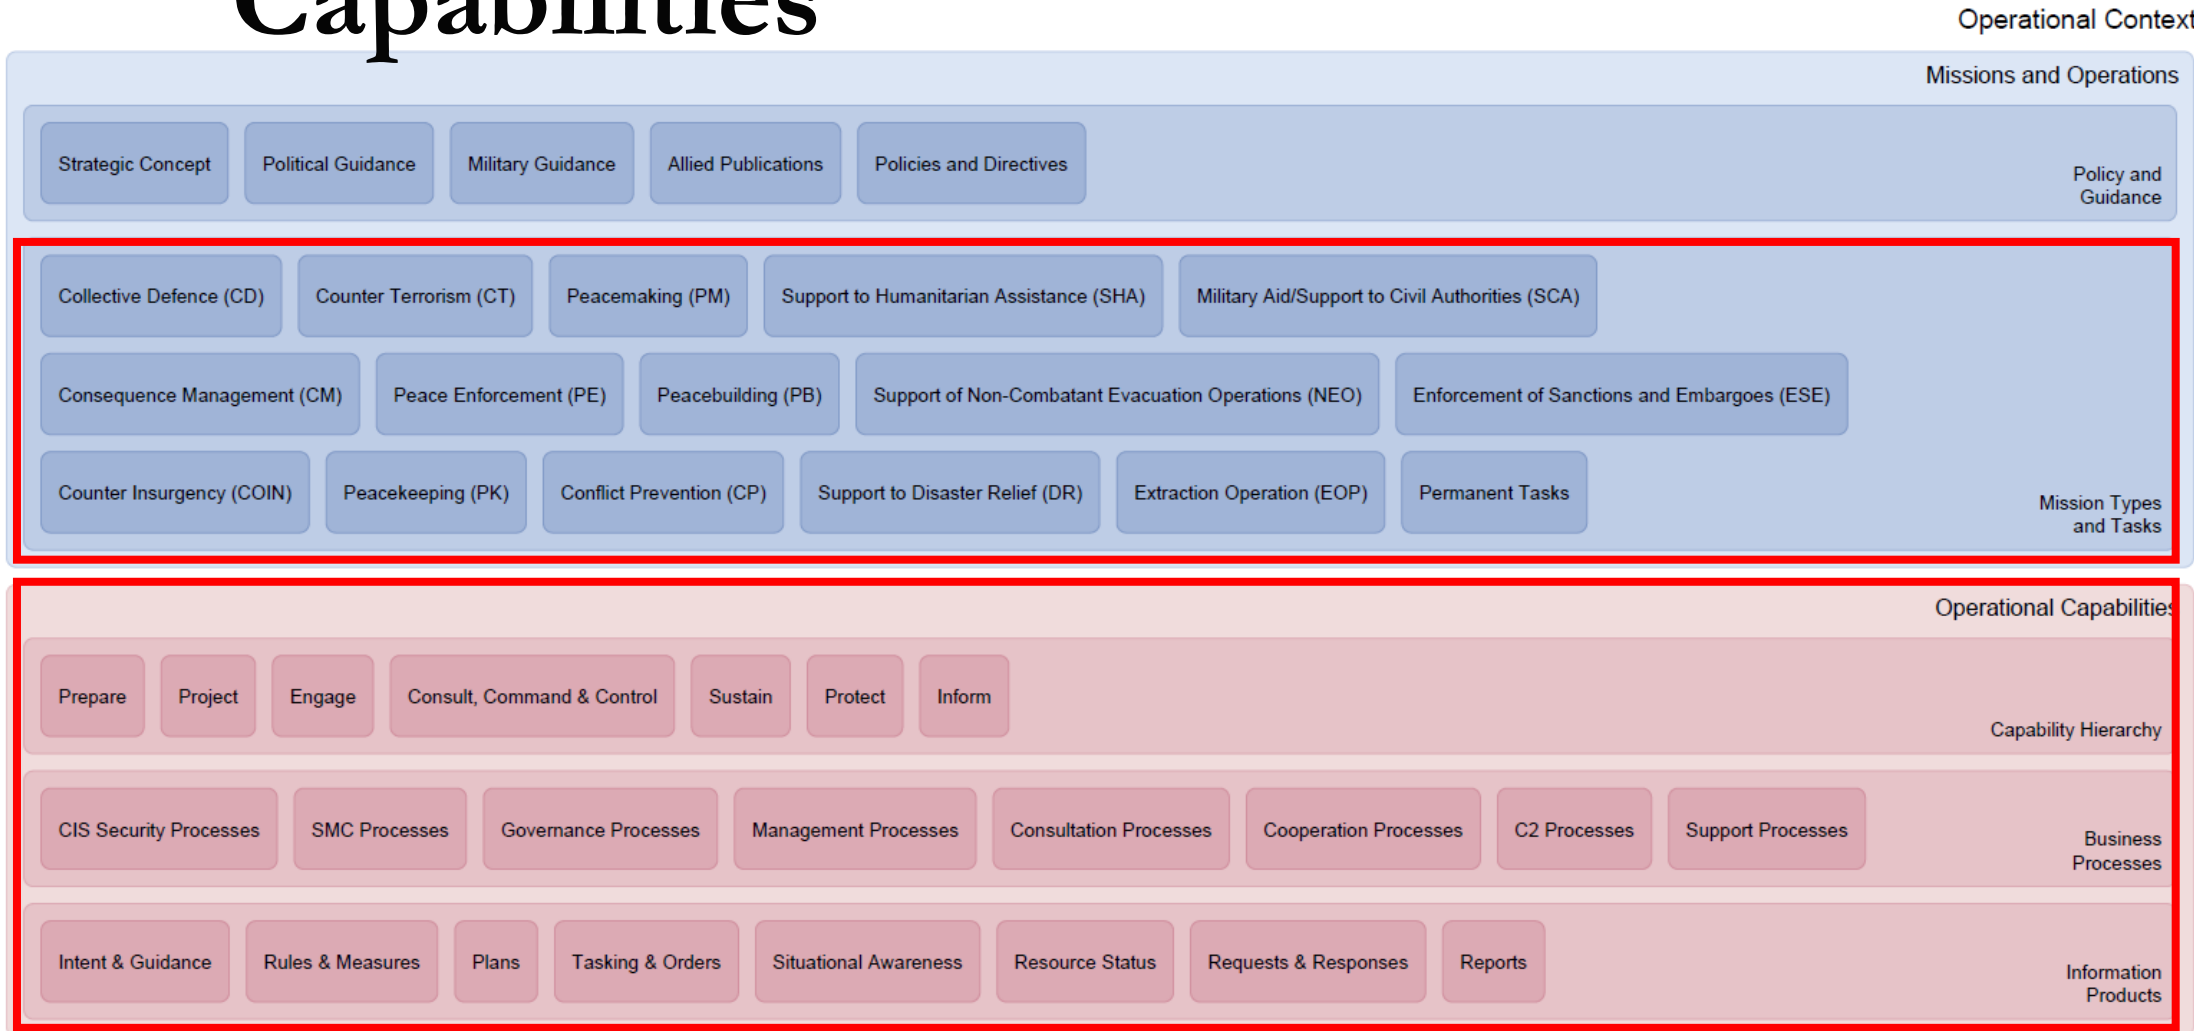 Capabilities
Operational Context
Missions and Operations
Strategic Concept
Political Guidance
Military Guidance
Allied Publications
Policies and Directives
Policy and
Guidance
Collective Defence (CD)
Counter Terrorism (CT)
Peacemaking (PM)
Support to Humanitarian Assistance (SHA)
Military Aid/Support to Civil Authorities (SCA)
Consequence Management (CM)
Peace Enforcement (PE)
Peacebuilding (PB)
Support of Non-Combatant Evacuation Operations (NEO)
Enforcement of Sanctions and Embargoes (ESE)
Counter Insurgency (COIN)
Peacekeeping (PK)
Conflict Prevention (CP)
Support to Disaster Relief (DR)
Extraction Operation (EOP)
Permanent Tasks
Mission Types
and Tasks
Operational Capabilities
Prepare
Project
Engage
Consult, Command & Control
Sustain
Protect
Inform
Capability Hierarchy
CIS Security Processes
SMC Processes
Governance Processes
Management Processes
Consultation Processes
Cooperation Processes
C2 Processes
Support Processes
Business
Processes
Intent & Guidance
Rules & Measures
Plans
Tasking & Orders
Situational Awareness
Resource Status
Requests & Responses
Reports
Information
Products